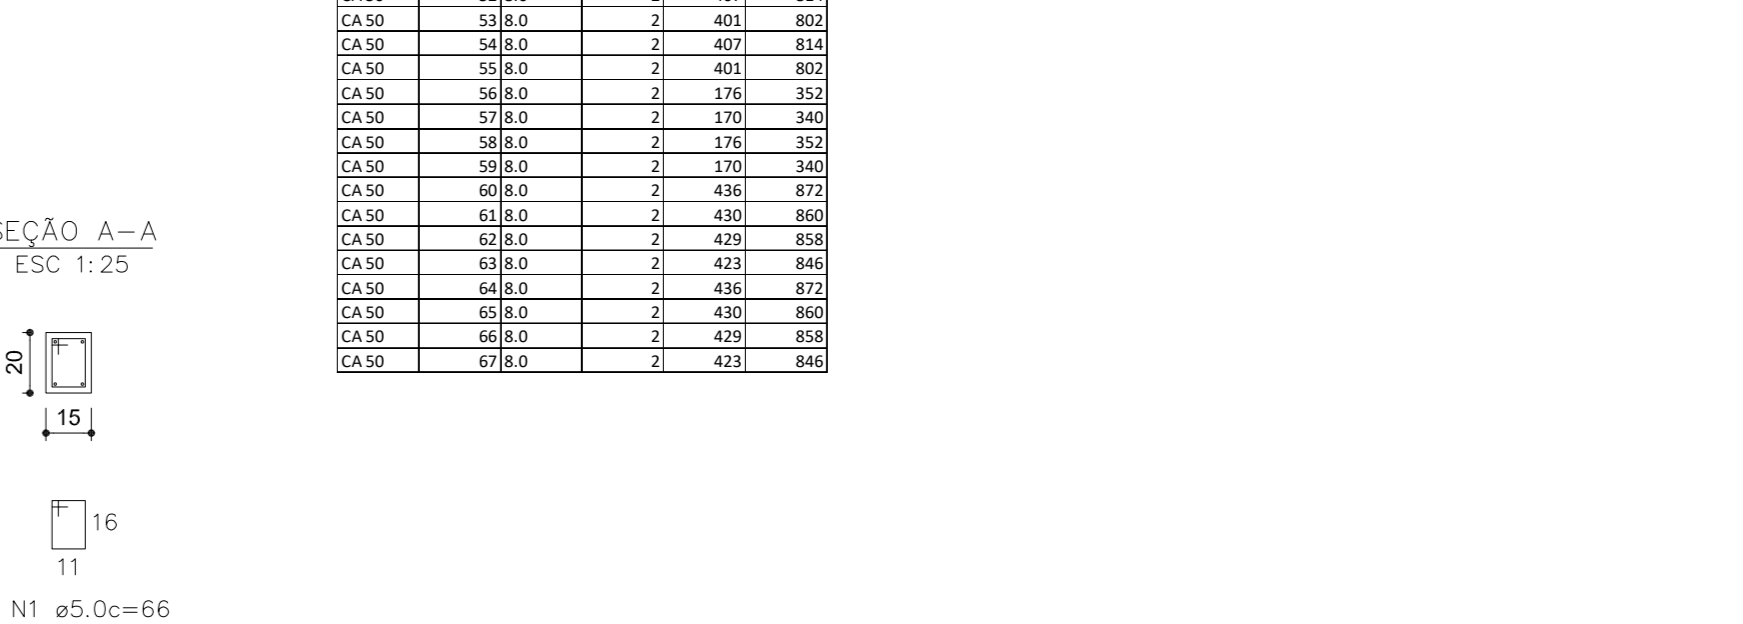 CA 50 53 8.0 2 401 802
CA 50 54 8.0 2 407 814
CA 50 55 8.0 2 401 802
CA 50 56 8.0 2 176 352
CA 50 57 8.0 2 170 340
CA 50 58 8.0 2 176 352
CA 50 59 8.0 2 170 340
CA 50 60 8.0 2 436 872
CA 50 61 8.0 2 430 860
CA 50 62 8.0 2 429 858
CA 50 63 8.0 2 423 846
CA 50 64 8.0 2 436 872
CA 50 65 8.0 2 430 860
CA 50 66 8.0 2 429 858
CA 50 67 8.0 2 423 846
SEÇÃO A-A
ESC 1:25
20
15
16
11
N1 ø5.0c=66